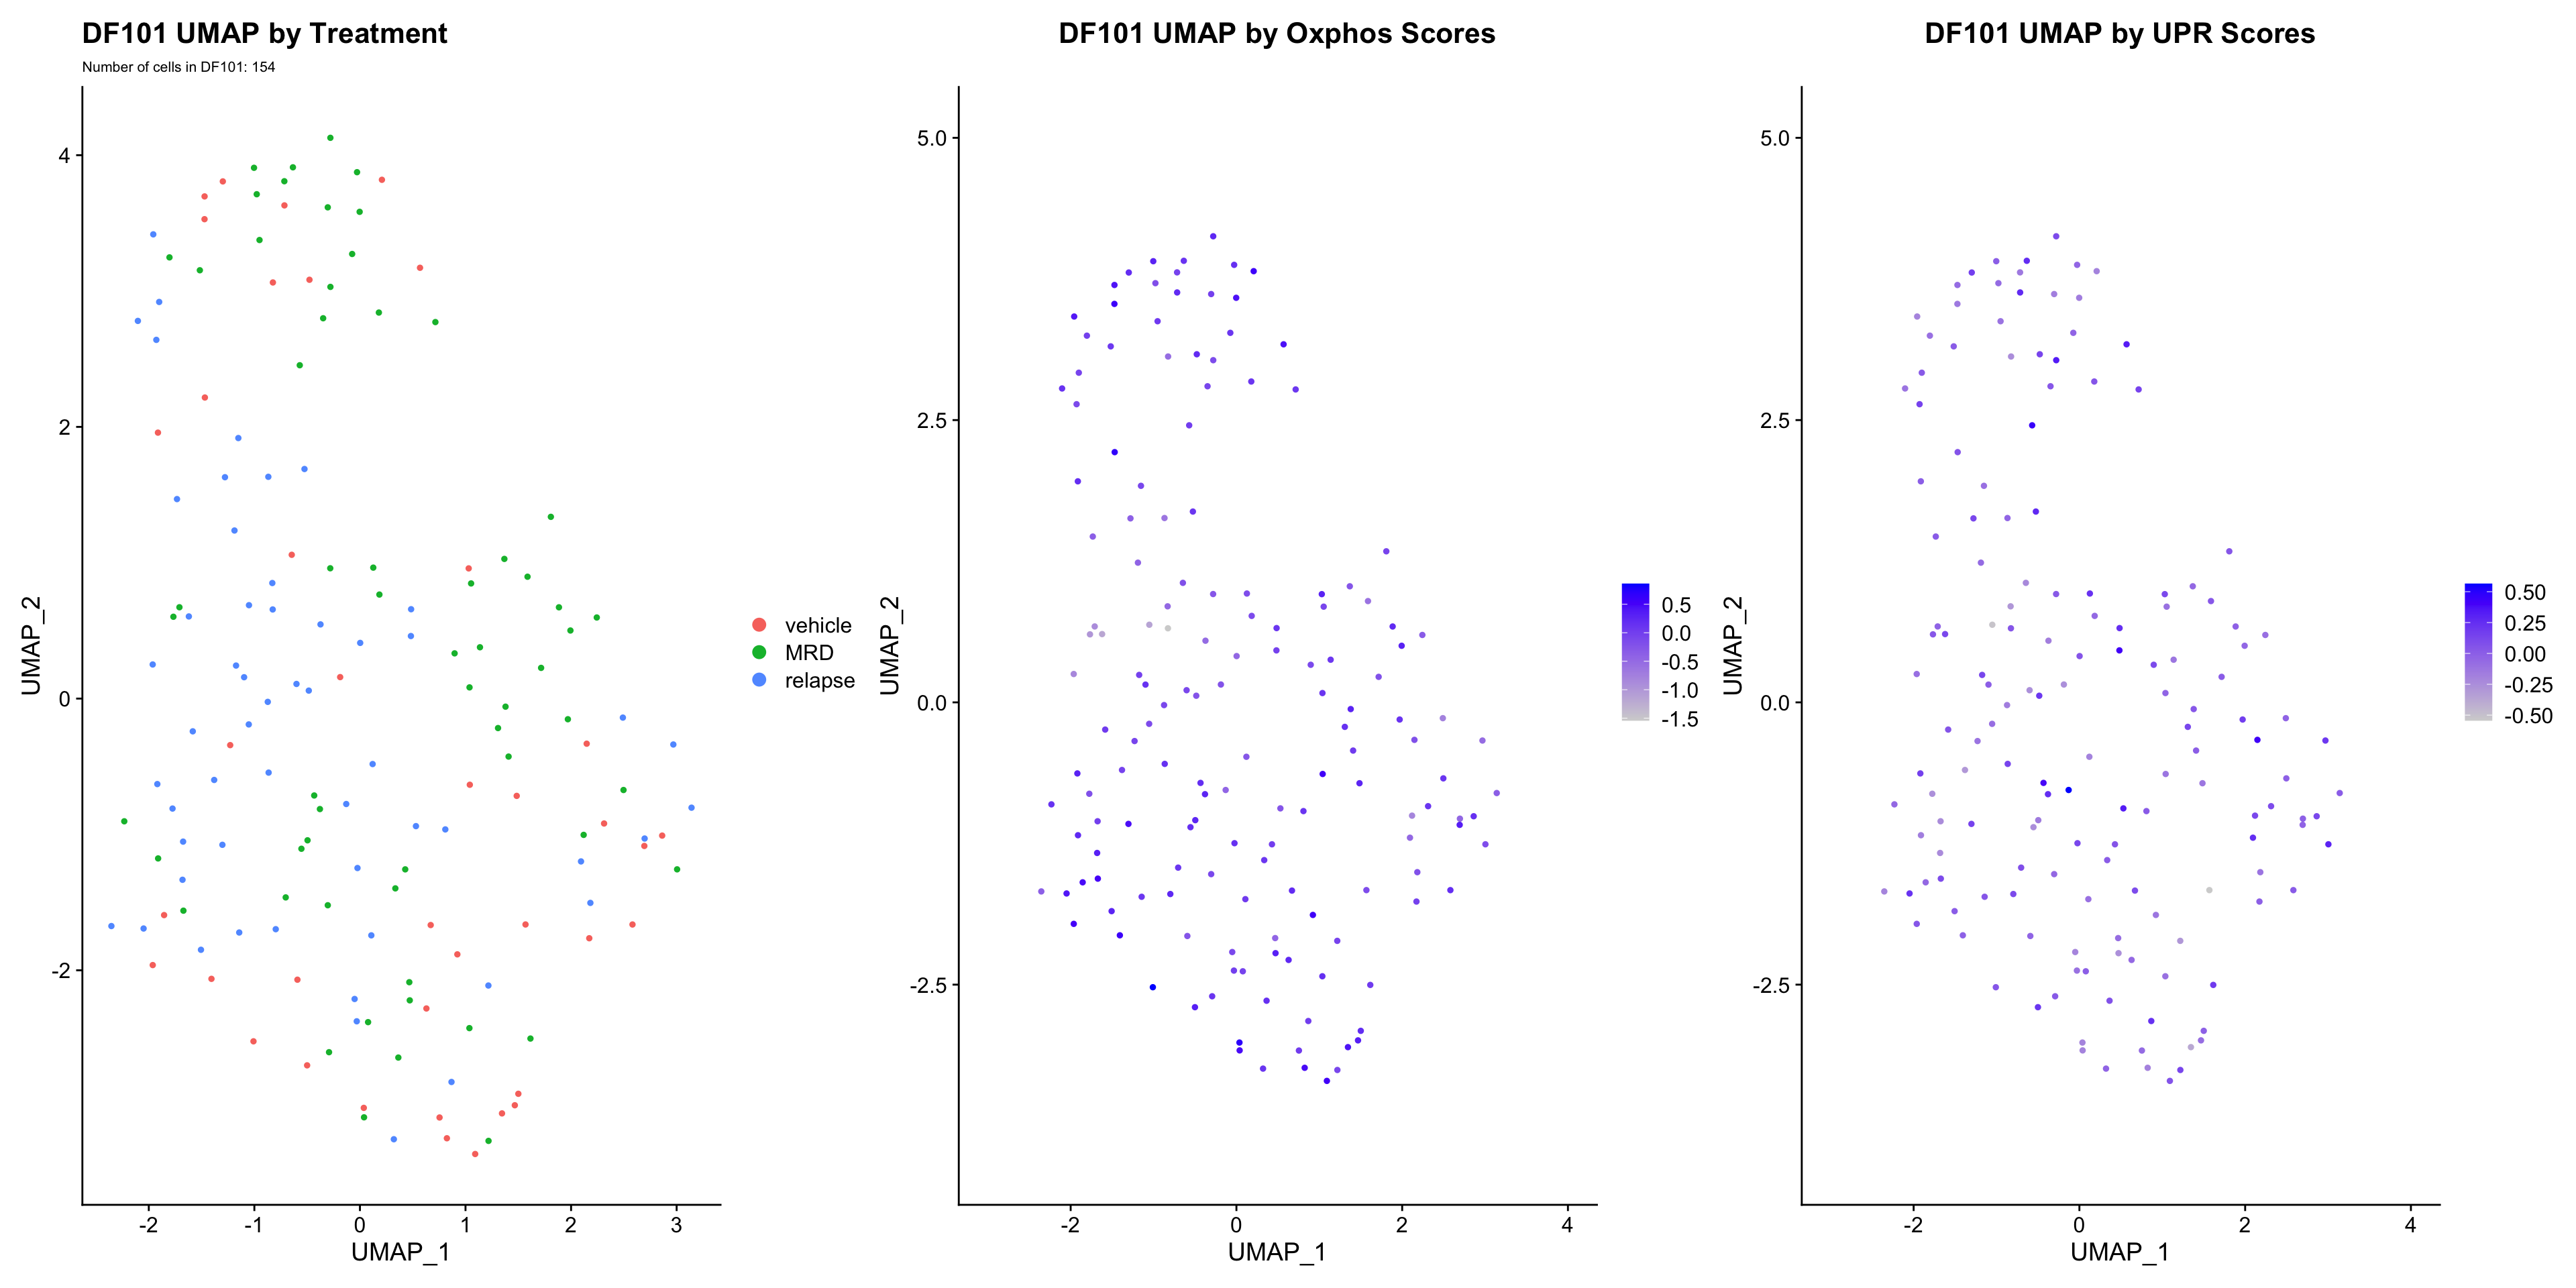 DF101 UMAP by Treatment
Number of cells in DF101: 154
UMAP_2
4
2
0
-2
-2 -1 0 1 2 3
UMAP_1
vehicle
MRD
relapse
DF101 UMAP by Oxphos Scores
UMAP_2
5.0
2.5
0.0
-2.5
-2 0 2 4
UMAP_1
0.5
0.0
-0.5
-1.0
-1.5
DF101 UMAP by UPR Scores
UMAP_2
5.0
2.5
0.0
-2.5
-2 0 2 4
UMAP_1
0.50
0.25
0.00
-0.25
-0.50